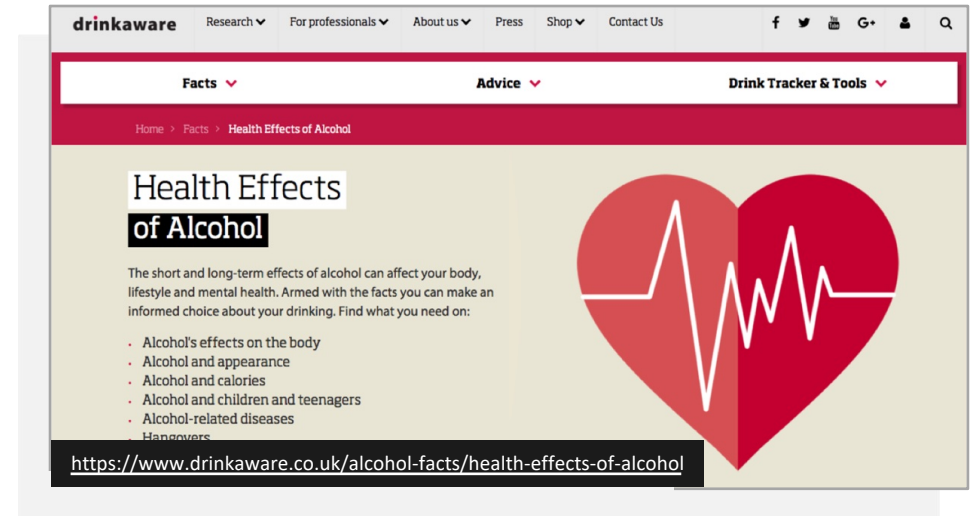 drinkaware Research For professionals About us Press Shop Contact Us f You Tube G+
Facts Advice Drink Tracker & Tools
Home > Facts > Health Effects of Alcohol
Health Effects
of Alcohol
The short and long-term effects of alcohol can affect your body,
lifestyle and mental health. Armed with the facts you can make an
informed choice about your drinking. Find what you need on:
• Alcohol's effects on the body
• Alcohol and appearance
• Alcohol and calories
• Alcohol and children and teenagers
• Alcohol-related diseases
• Hangovers
https://www.drinkaware.co.uk/alcohol-facts/health-effects-of-alcohol